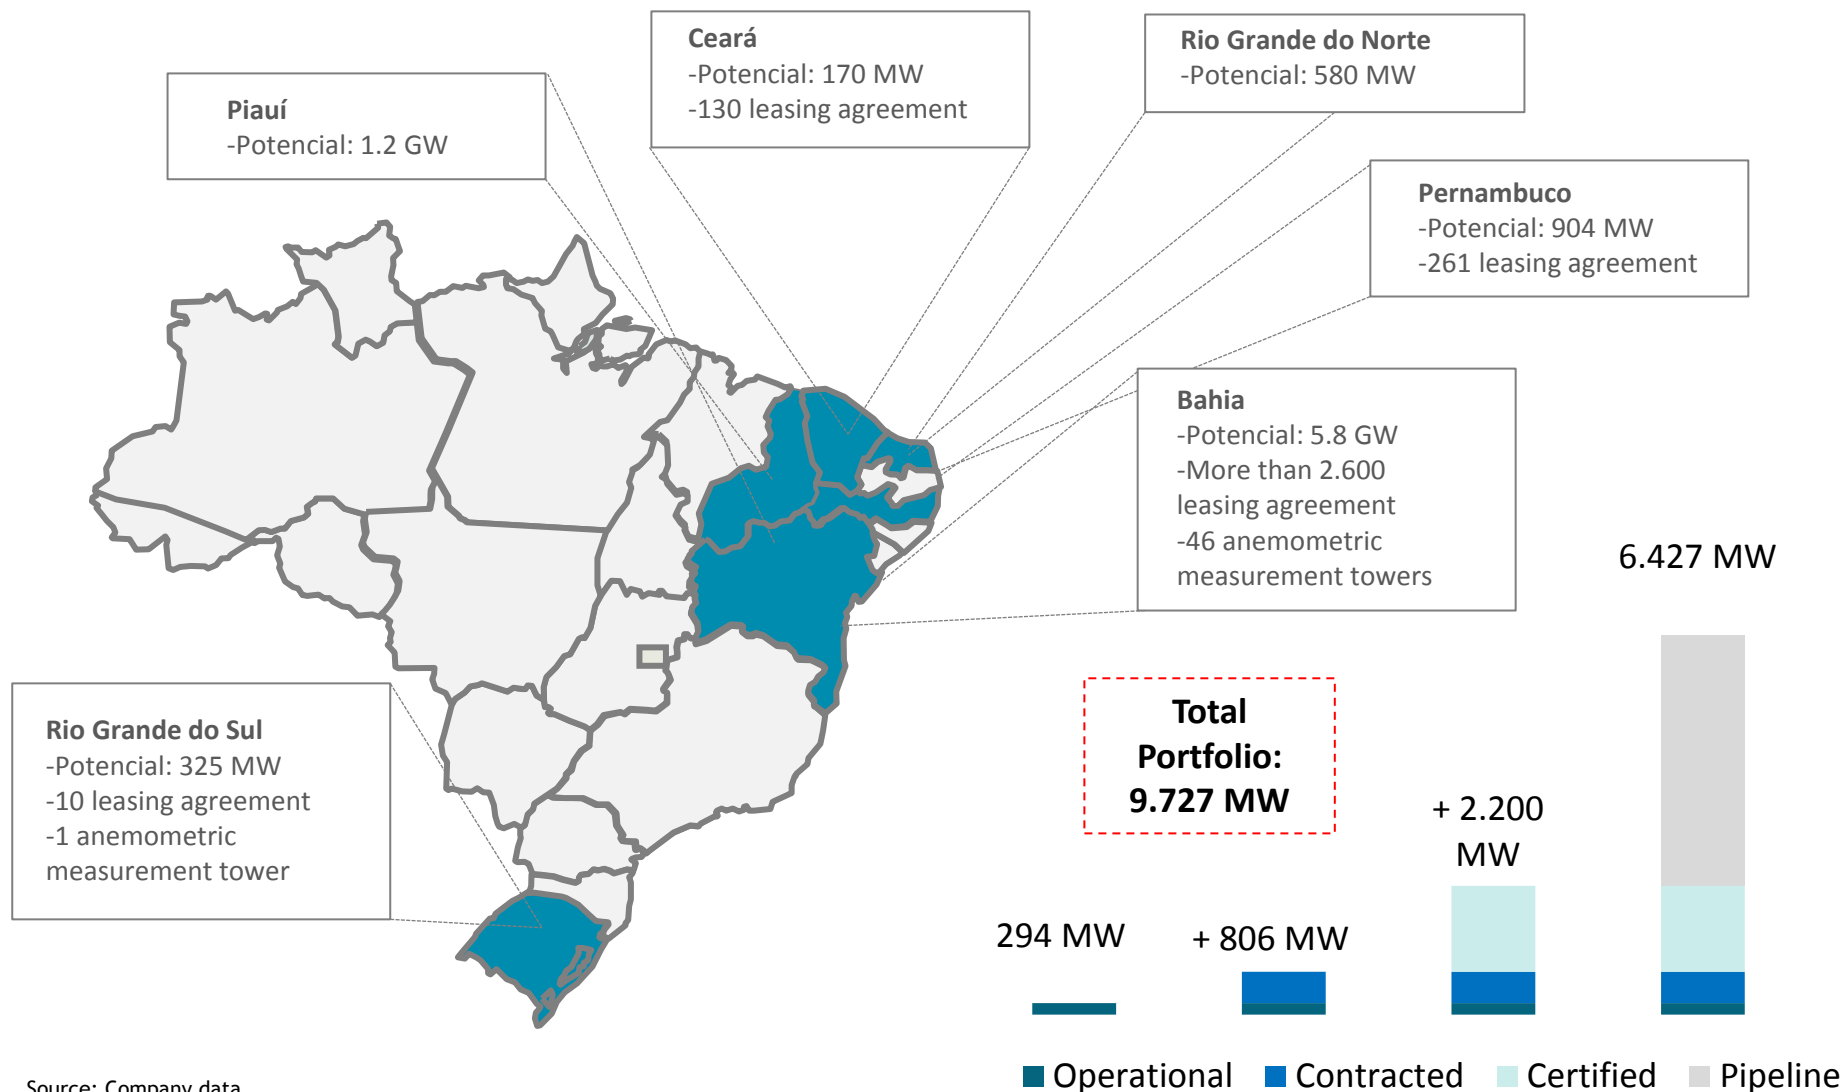 Ceará
-Potencial: 170 MW
-130 leasing agreement
Rio Grande do Norte
-Potencial: 580 MW
Piauí
-Potencial: 1.2 GW
Pernambuco
-Potencial: 904 MW
-261 leasing agreement
Bahia
-Potencial: 5.8 GW
-More than 2.600
leasing agreement
-46 anemometric
measurement towers
Rio Grande do Sul
-Potencial: 325 MW
-10 leasing agreement
-1 anemometric
measurement tower
Total
Portfolio:
9.727 MW
294 MW
+ 806 MW
+ 2.200
MW
6.427 MW
Operational
Contracted
Certified
Pipeline
Source: Company data